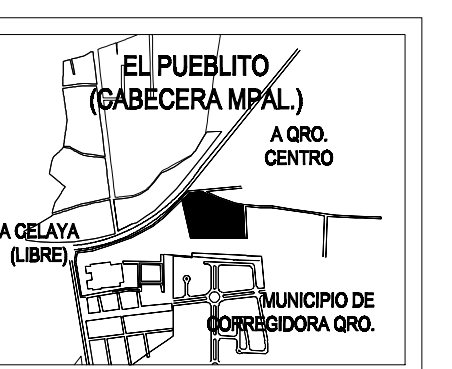 EL PUEBLITO
(CABECERA MPAL.)
A QRO.
CENTRO
A CELAYA
(LIBRE)
MUNICIPIO DE
CORREGIDORA QRO.